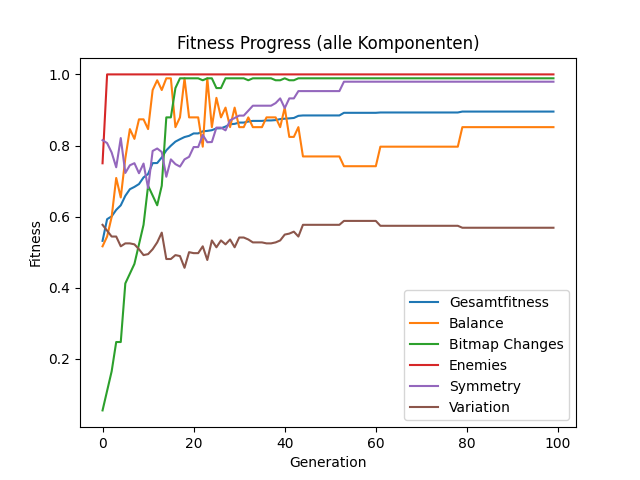 Fitness Progress (alle Komponenten)
Fitness
1.0
0.8
0.6
0.4
0.2
Gesamtfitness
Balance
Bitmap Changes
Enemies
Symmetry
Variation
0 20 40 60 80 100
Generation